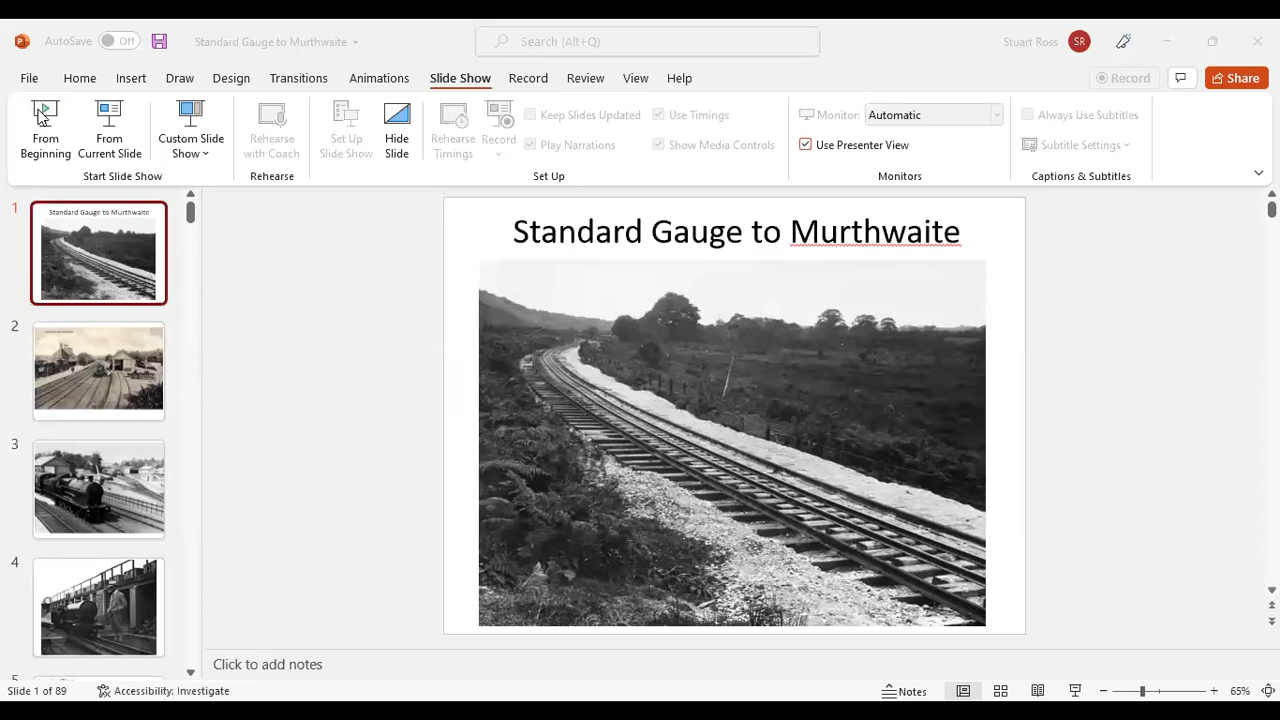 AutoSave Off Standard Gauge to Murthwaite Search (Alt+Q) Stuart Ross SR
File Home Insert Draw Design Transitions Animations Slide Show Record Review View Help Record Share
From Beginning
From Current Slide
Custom Slide Show
Start Slide Show
Rehearse with Coach
Rehearse
Set Up Slide Show
Hide Slide
Rehearse Timings
Record
Keep Slides Updated
Play Narrations
Use Timings
Show Media Controls
Set Up
Monitor: Automatic
Use Presenter View
Monitors
Always Use Subtitles
Subtitle Settings
Captions & Subtitles
1
Standard Gauge to Murthwaite
2
3
4
5
Standard Gauge to Murthwaite
Click to add notes
Slide 1 of 89 Accessibility: Investigate Notes 65%